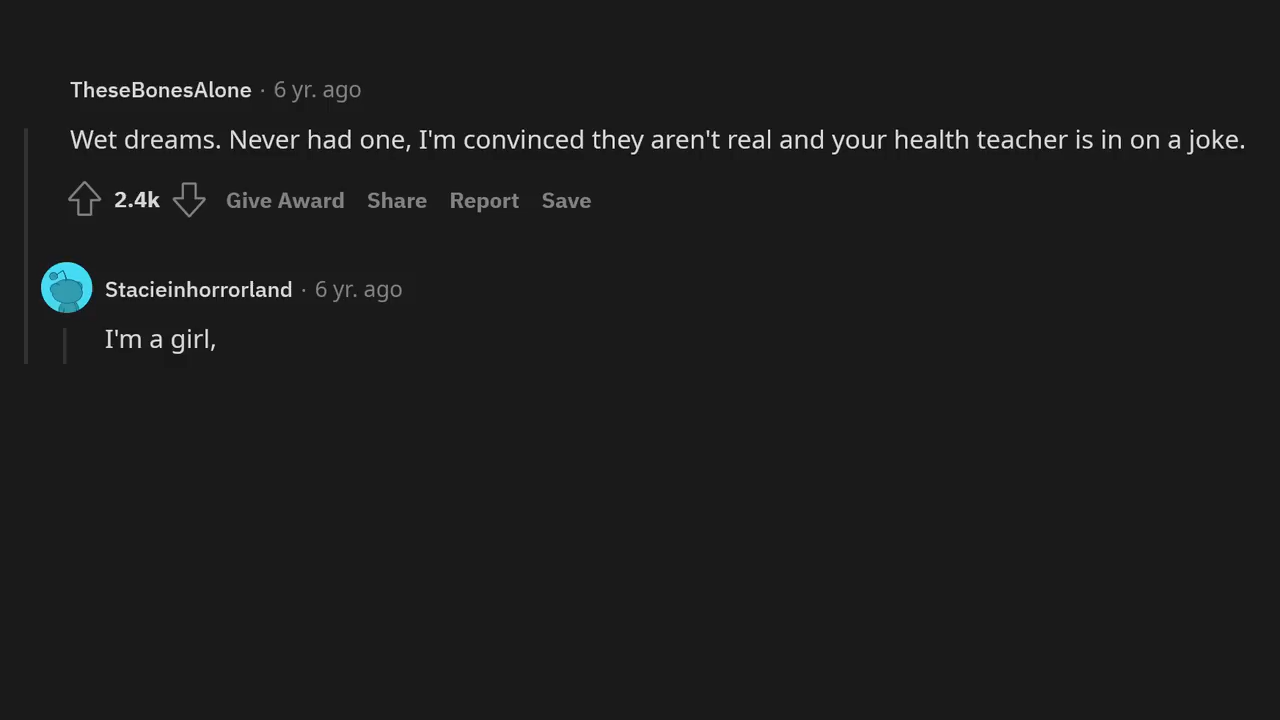 TheseBonesAlone · 6 yr. ago
Wet dreams. Never had one, I'm convinced they aren't real and your health teacher is in on a joke.
2.4k Give Award Share Report Save
Stacieinhorrorland · 6 yr. ago
I'm a girl,